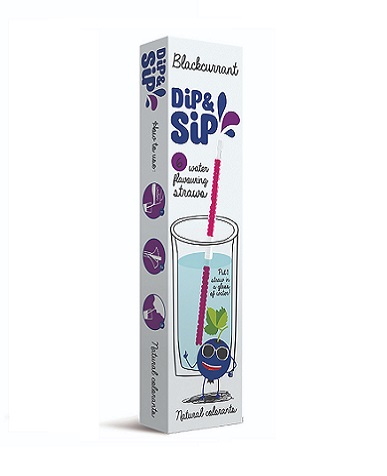 Blackcurrant
DiP&
SiP!
6 water
flavouring
straws
Put 1
straw in
a glass
of water!
Natural colorants
DiP&
SiP!
How to use:
Natural colorants